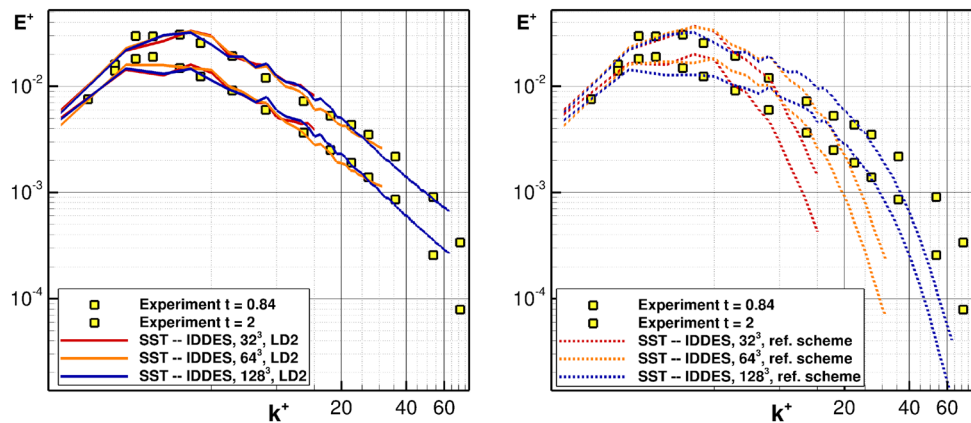 E⁺
10⁻²
10⁻³
10⁻⁴
Experiment t = 0.84
Experiment t = 2
SST -- IDDES, 32³, LD2
SST -- IDDES, 64³, LD2
SST -- IDDES, 128³, LD2
k⁺
20
40
60
E⁺
10⁻²
10⁻³
10⁻⁴
Experiment t = 0.84
Experiment t = 2
SST -- IDDES, 32³, ref. scheme
SST -- IDDES, 64³, ref. scheme
SST -- IDDES, 128³, ref. scheme
k⁺
20
40
60